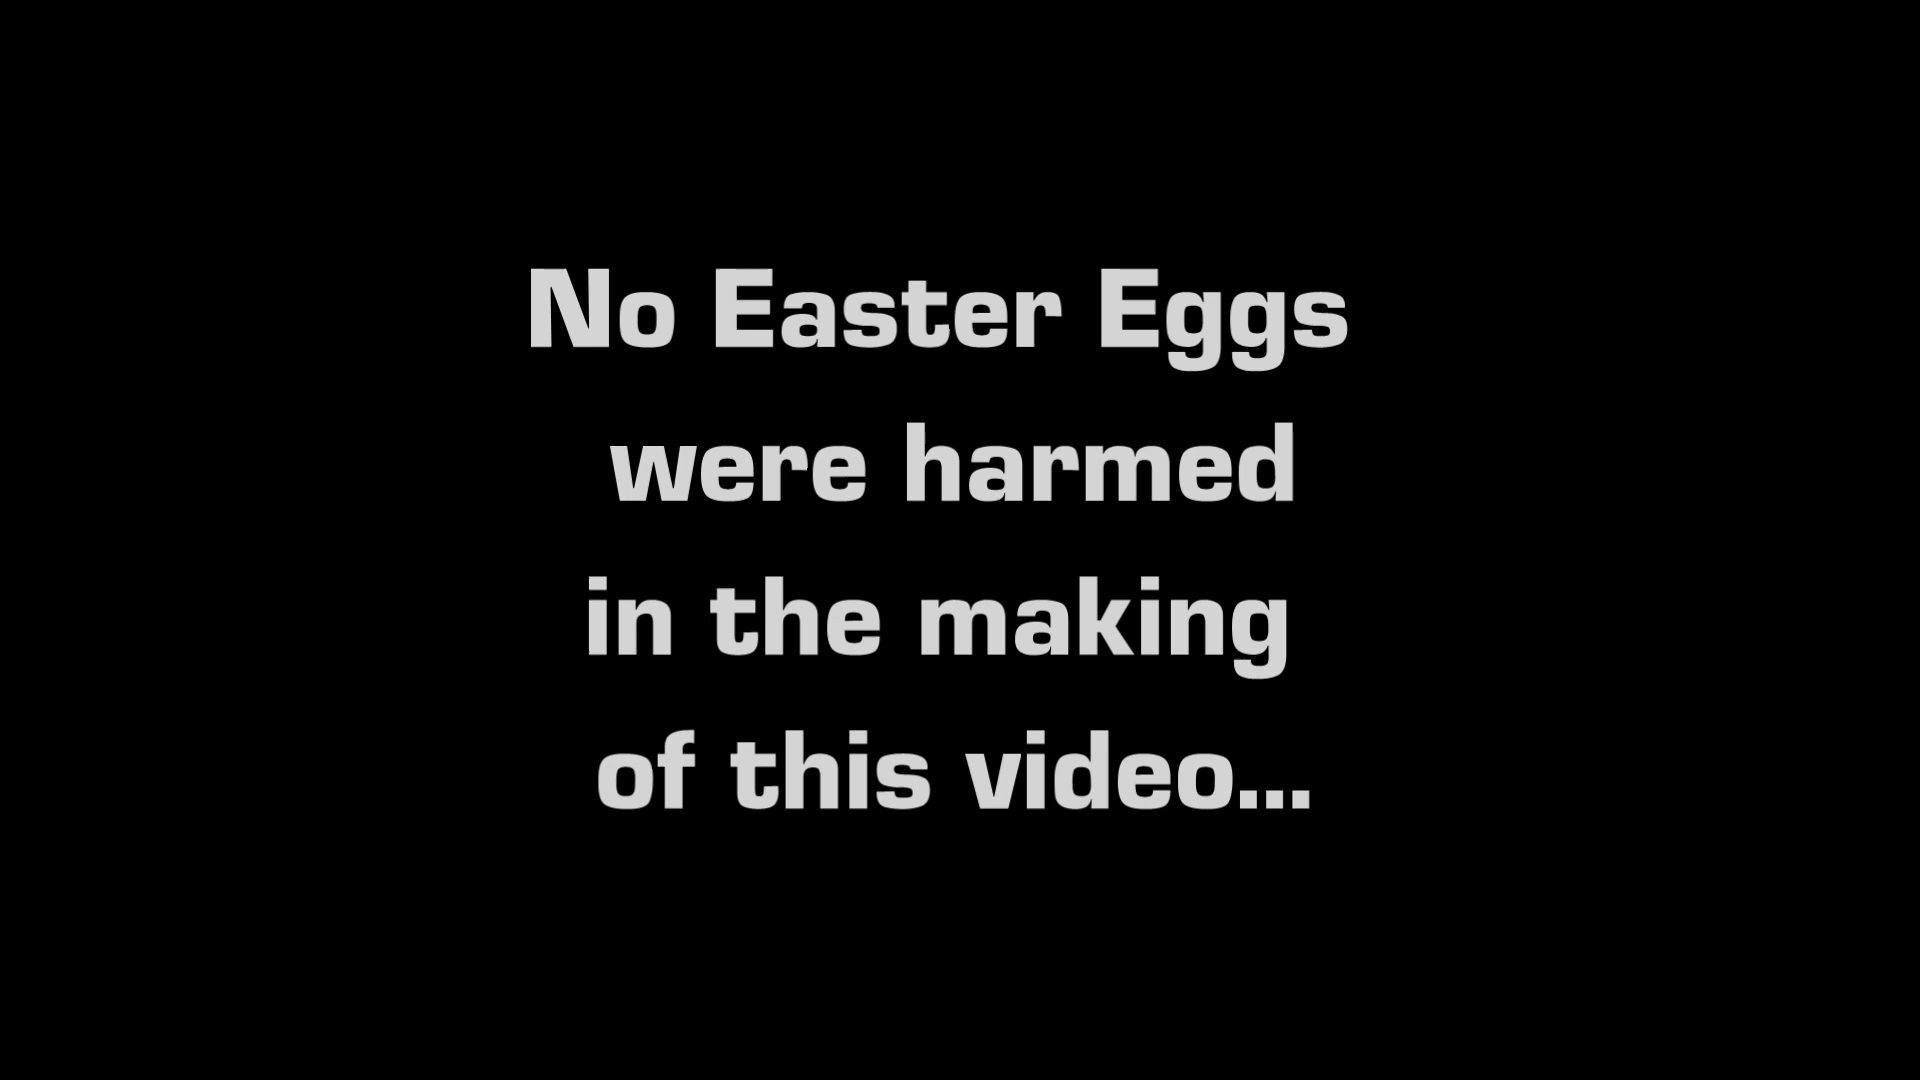 No Easter Eggs
were harmed
in the making
of this video...